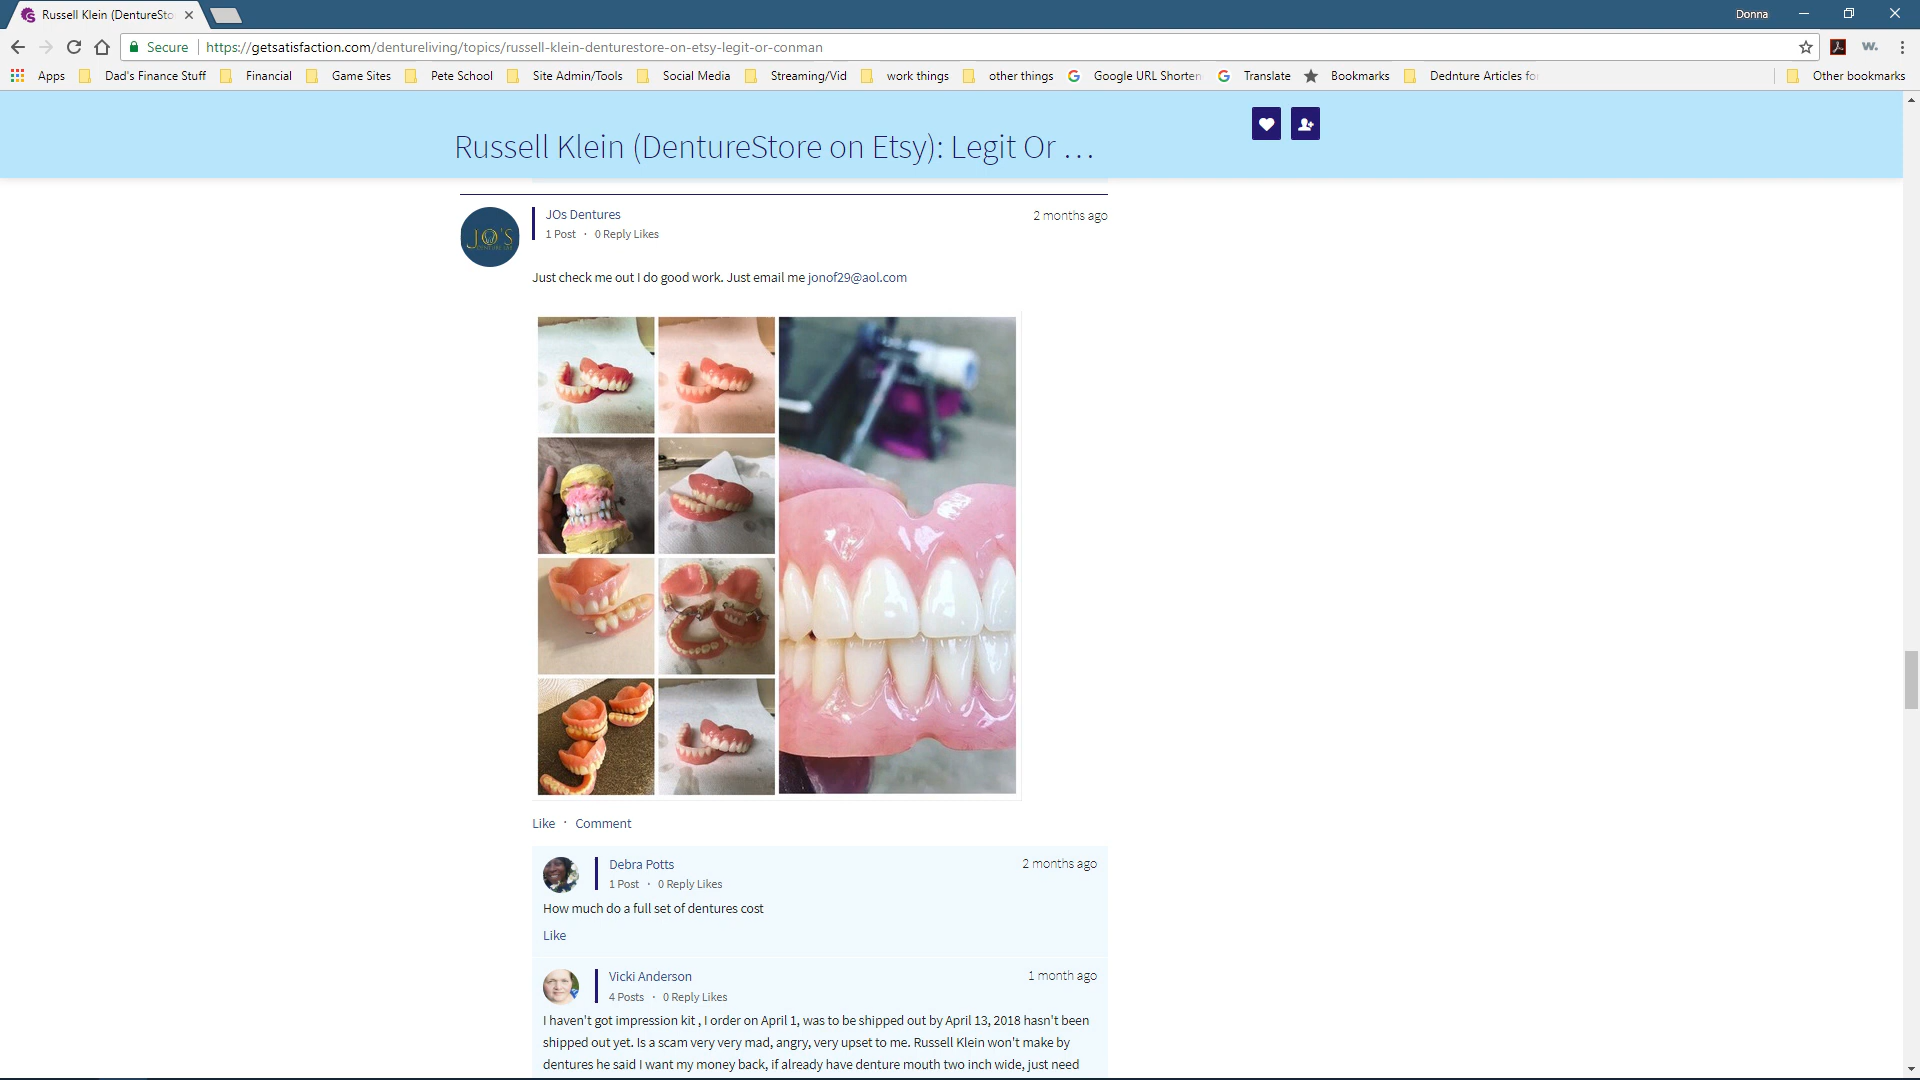 Russell Klein (DentureSto
Donna
Secure
https://getsatisfaction.com/dentureliving/topics/russell-klein-denturestore-on-etsy-legit-or-conman
W.
Apps
Dad's Finance Stuff
Financial
Game Sites
Pete School
Site Admin/Tools
Social Media
Streaming/Vid
work things
other things
Google URL Shorten
Translate
Bookmarks
Dednture Articles fo
Other bookmarks
Russell Klein (DentureStore on Etsy): Legit Or …
JO'S
JOs Dentures
2 months ago
1 Post · 0 Reply Likes
Just check me out I do good work. Just email me jonof29@aol.com
Like · Comment
Debra Potts
2 months ago
1 Post · 0 Reply Likes
How much do a full set of dentures cost
Like
Vicki Anderson
1 month ago
4 Posts · 0 Reply Likes
I haven't got impression kit , I order on April 1, was to be shipped out by April 13, 2018 hasn't been
shipped out yet. Is a scam very very mad, angry, very upset to me. Russell Klein won't make by
dentures he said I want my money back, if already have denture mouth two inch wide, just need